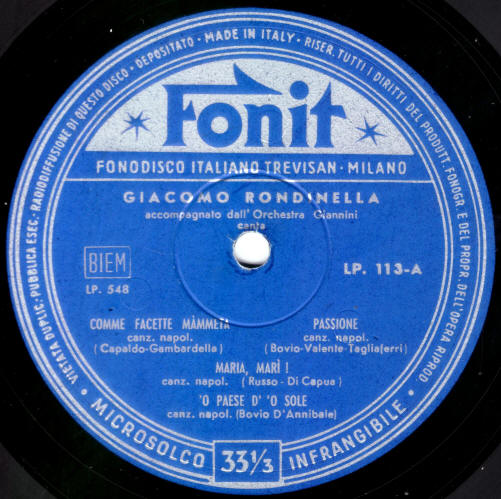 VIETATA DUPLIC. PUBBLICA ESEC. RADIODIFFUSIONE DI QUESTO DISCO • DEPOSITATO • MADE IN ITALY • RISER. TUTTI I DIRITTI DEL PRODUTT. FONOGR. E DEL PROPR. DELL'OPERA RIPROD.
Fonit
FONODISCO ITALIANO TREVISAN • MILANO
GIACOMO RONDINELLA
accompagnato dall'Orchestra Giannini
canta
BIEM
LP. 548
LP. 113-A
COMME FACETTE MÀMMETA
canz. napol.
(Capaldo-Gambardella)
PASSIONE
canz. napol.
(Bovio-Valente-Tagliaferri)
MARIA, MARÌ !
canz. napol. (Russo - Di Capua)
'O PAESE D' 'O SOLE
canz. napol. (Bovio D'Annibale)
MICROSOLCO 33⅓ INFRANGIBILE